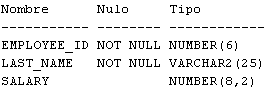 Nombre Nulo Tipo
----------- -------- ------------
EMPLOYEE_ID NOT NULL NUMBER(6)
LAST_NAME NOT NULL VARCHAR2(25)
SALARY NUMBER(8,2)